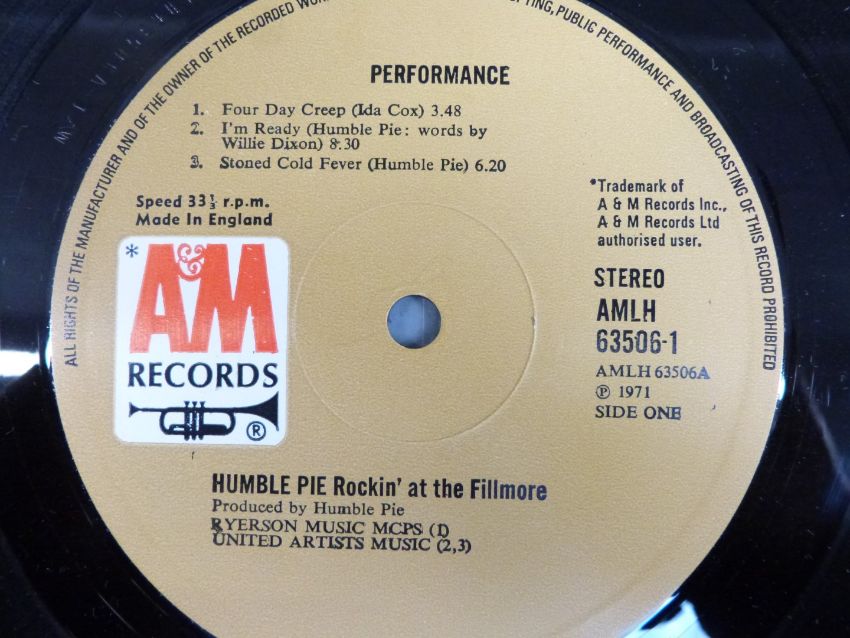 ALL RIGHTS OF THE MANUFACTURER AND OF THE OWNER OF THE RECORDED
PUBLIC PERFORMANCE AND BROADCASTING OF THIS RECORD PROHIBITED
PERFORMANCE
1. Four Day Creep (Ida Cox) 3.48
2. I'm Ready (Humble Pie: words by
Willie Dixon) 8.30
3. Stoned Cold Fever (Humble Pie) 6.20
Speed 33⅓ r.p.m.
Made In England
*Trademark of
A & M Records Inc.,
A & M Records Ltd
authorised user.
*
A&M
RECORDS
®
STEREO
AMLH
63506-1
AMLH 63506A
℗ 1971
SIDE ONE
HUMBLE PIE Rockin' at the Fillmore
Produced by Humble Pie
RYERSON MUSIC MCPS (1)
UNITED ARTISTS MUSIC (2,3)